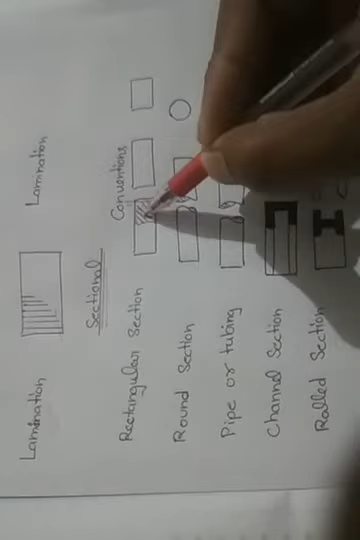 Lamination Lamination
Sectional Conventions
Rectangular Section
Round Section
Pipe or tubing
Channel Section
Rolled Section